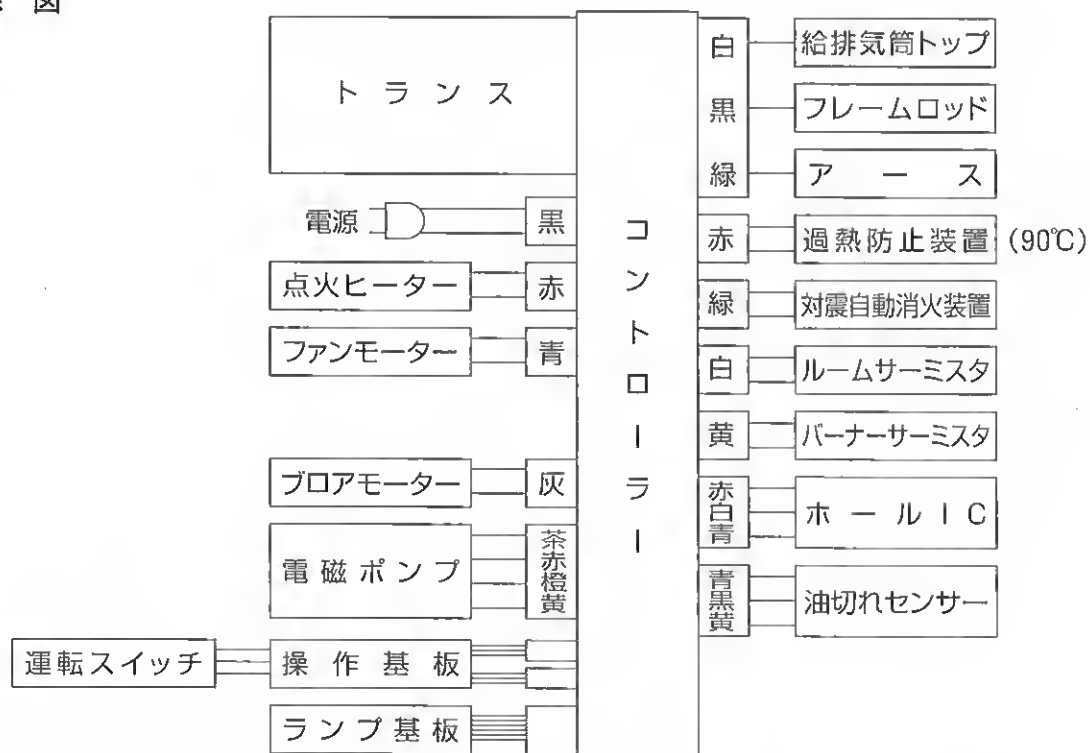 図
トランス
電源
黒
点火ヒーター
赤
ファンモーター
青
ブロアモーター
灰
電磁ポンプ
茶
赤
橙
黄
運転スイッチ
操作基板
ランプ基板
コントローラー
白
給排気筒トップ
黒
フレームロッド
緑
アース
赤
過熱防止装置 (90℃)
緑
対震自動消火装置
白
ルームサーミスタ
黄
バーナーサーミスタ
赤
白
青
ホールIC
青
黒
黄
油切れセンサー